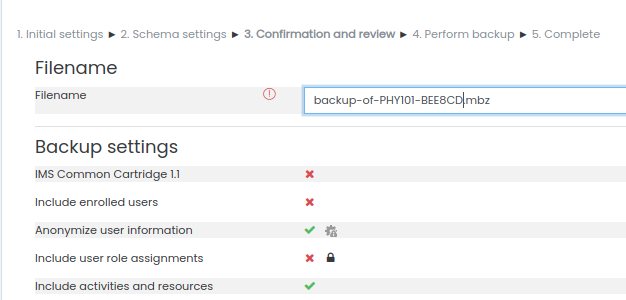 1. Initial settings ► 2. Schema settings ► 3. Confirmation and review ► 4. Perform backup ► 5. Complete
Filename
Filename
backup-of-PHY101-BEE8CD.mbz
Backup settings
IMS Common Cartridge 1.1
Include enrolled users
Anonymize user information
Include user role assignments
Include activities and resources